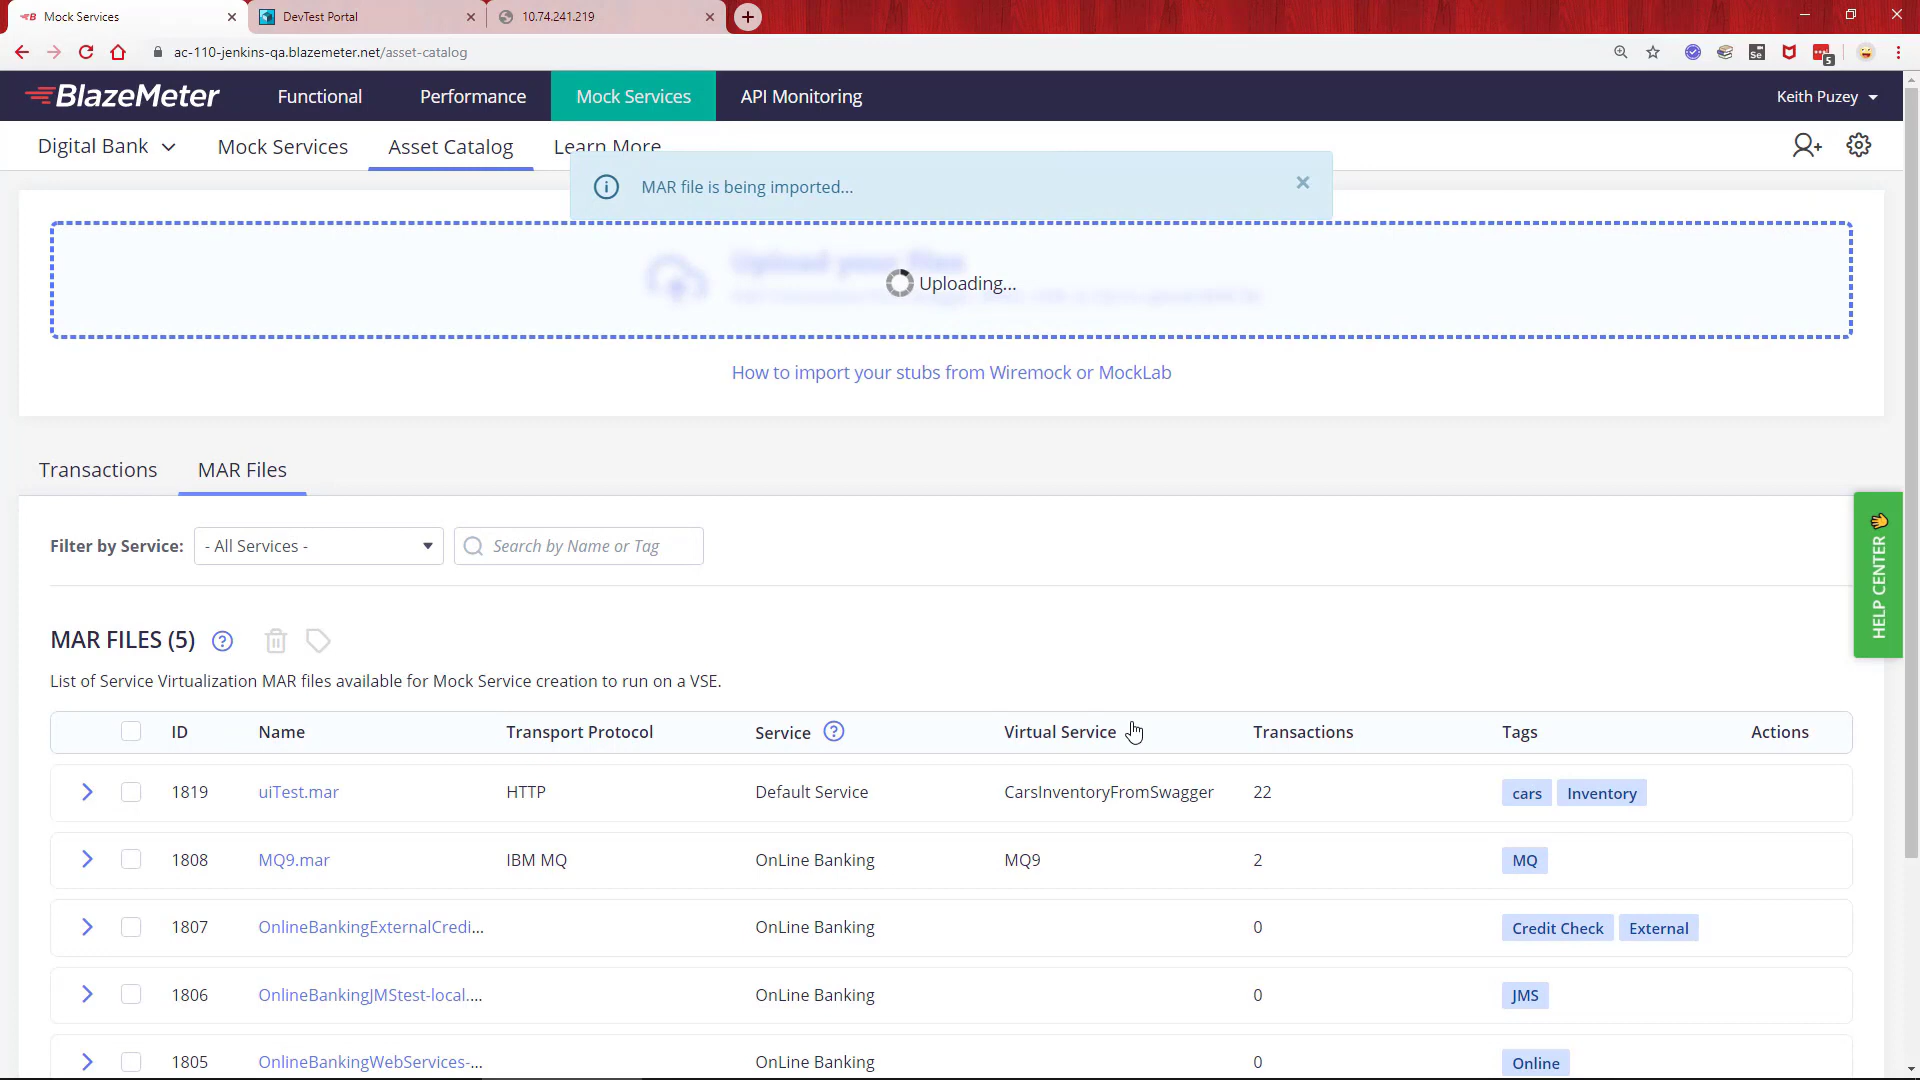 Mock Services
DevTest Portal
10.74.241.219
ac-110-jenkins-qa.blazemeter.net/asset-catalog
5
BlazeMeter
Functional
Performance
Mock Services
API Monitoring
Keith Puzey
Digital Bank
Mock Services
Asset Catalog
Learn More
MAR file is being imported...
Upload your files
Uploading...
How to import your stubs from Wiremock or MockLab
Transactions
MAR Files
Filter by Service:
- All Services -
Search by Name or Tag
HELP CENTER
MAR FILES (5)
List of Service Virtualization MAR files available for Mock Service creation to run on a VSE.
ID Name Transport Protocol Service Virtual Service Transactions Tags Actions
1819 uiTest.mar HTTP Default Service CarsInventoryFromSwagger 22 cars Inventory
1808 MQ9.mar IBM MQ OnLine Banking MQ9 2 MQ
1807 OnlineBankingExternalCredi... OnLine Banking 0 Credit Check External
1806 OnlineBankingJMStest-local.... OnLine Banking 0 JMS
1805 OnlineBankingWebServices-... OnLine Banking 0 Online